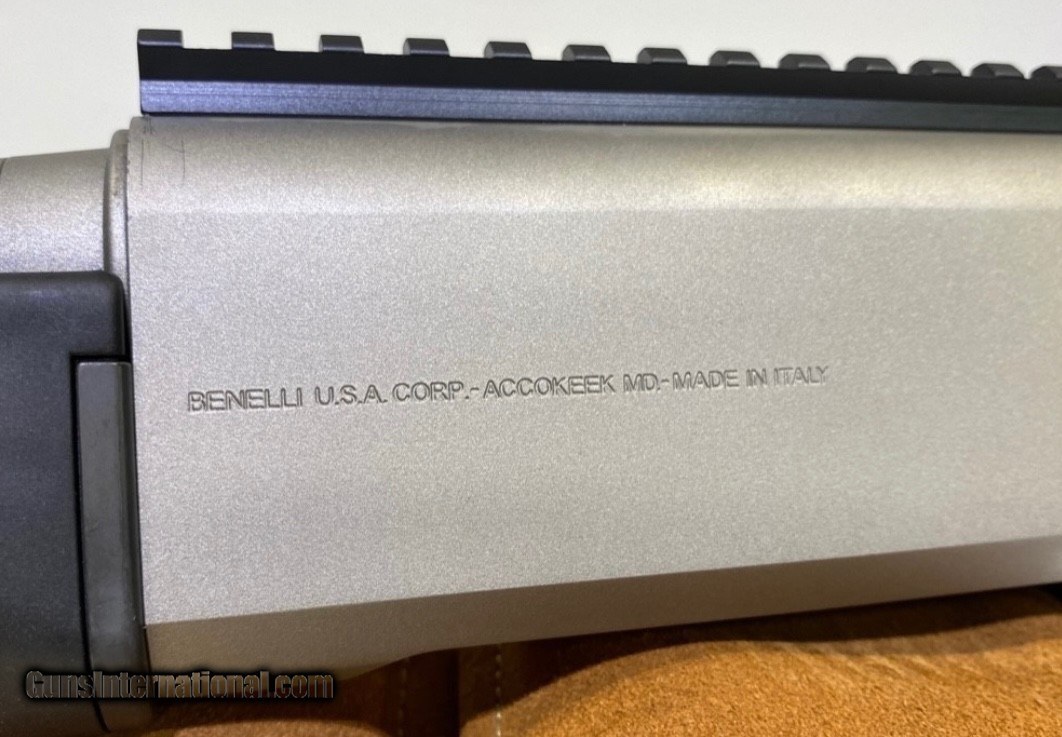 BENELLI U.S.A. CORP.-ACCOKEEK MD.-MADE IN ITALY
GunsInternational.com